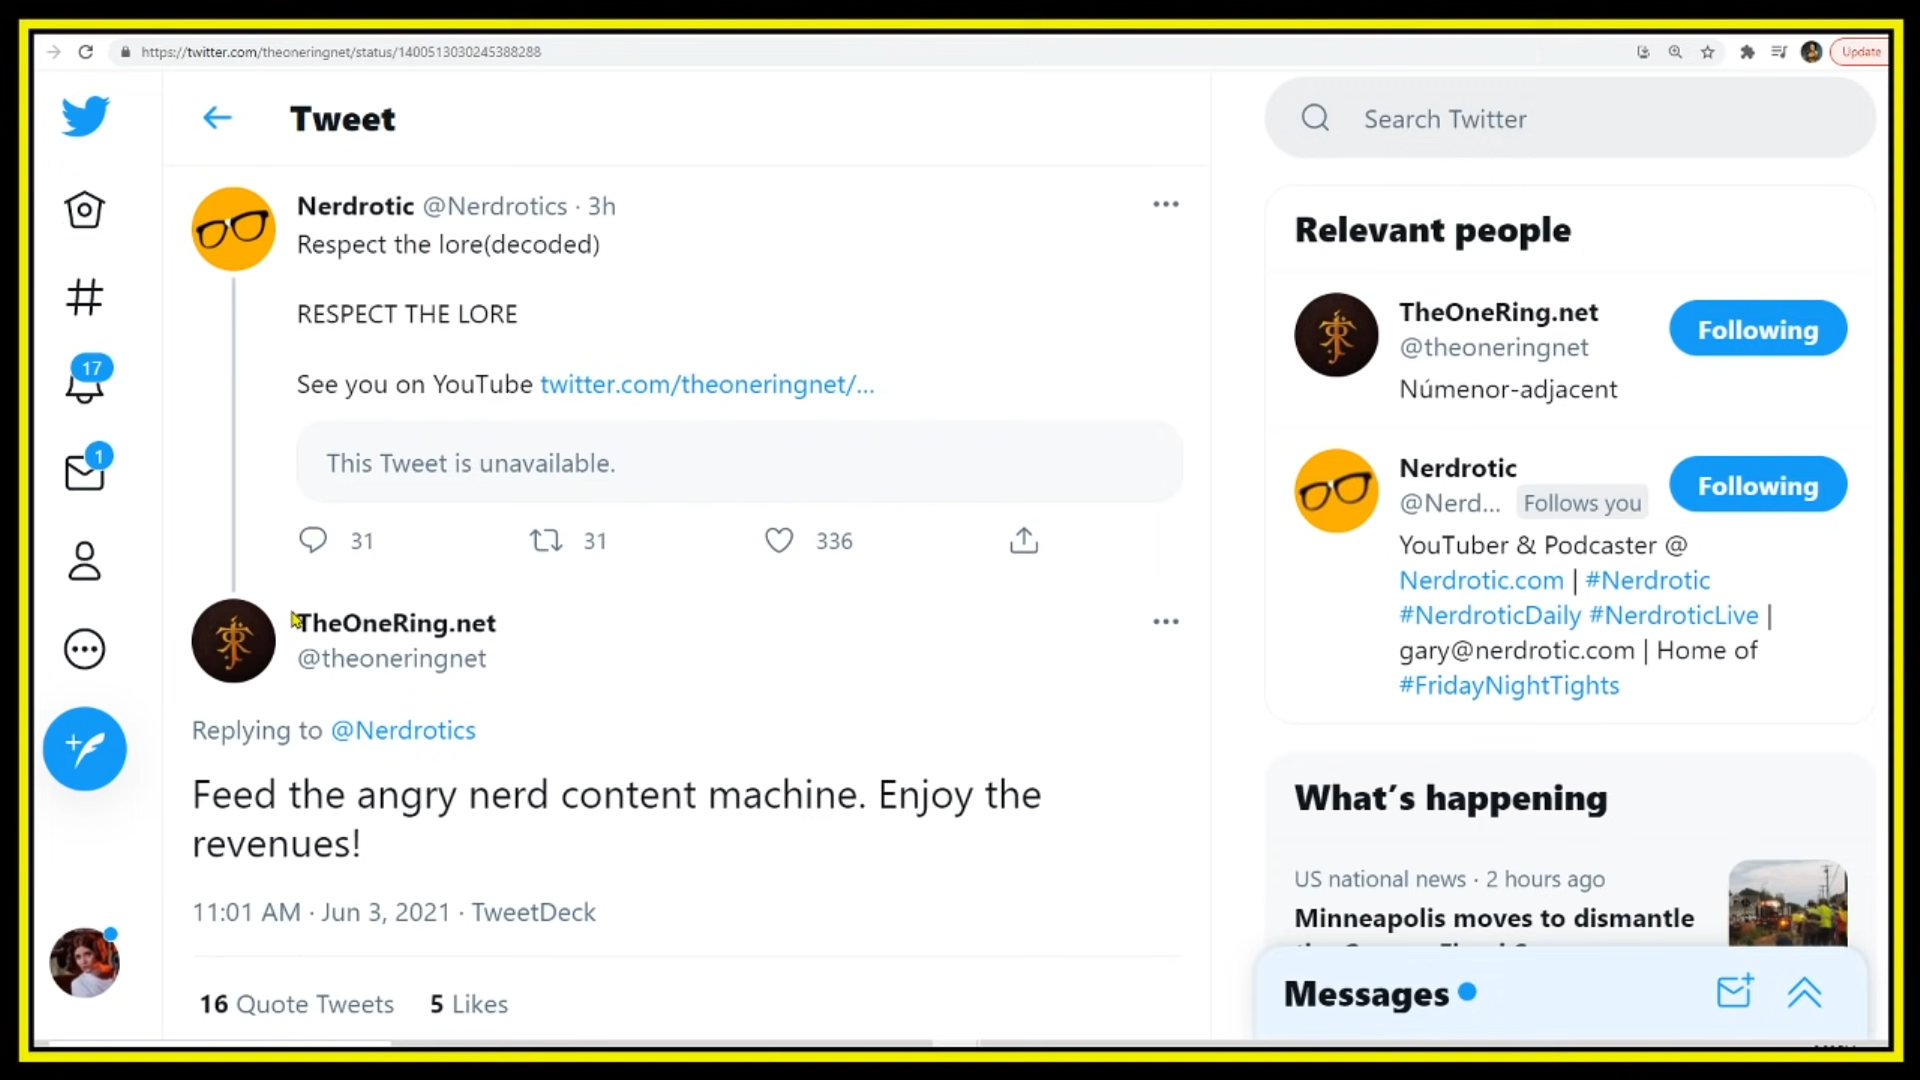 https://twitter.com/theoneringnet/status/1400513030245388288
Update
17
1
Tweet
Nerdrotic @Nerdrotics · 3h
Respect the lore(decoded)
RESPECT THE LORE
See you on YouTube twitter.com/theoneringnet/...
This Tweet is unavailable.
31
31
336
TheOneRing.net
@theoneringnet
Replying to @Nerdrotics
Feed the angry nerd content machine. Enjoy the
revenues!
11:01 AM · Jun 3, 2021 · TweetDeck
16 Quote Tweets 5 Likes
Search Twitter
Relevant people
TheOneRing.net
@theoneringnet
Following
Númenor-adjacent
Nerdrotic
@Nerd... Follows you
Following
YouTuber & Podcaster @
Nerdrotic.com | #Nerdrotic
#NerdroticDaily #NerdroticLive |
gary@nerdrotic.com | Home of
#FridayNightTights
What's happening
US national news · 2 hours ago
Minneapolis moves to dismantle
Messages